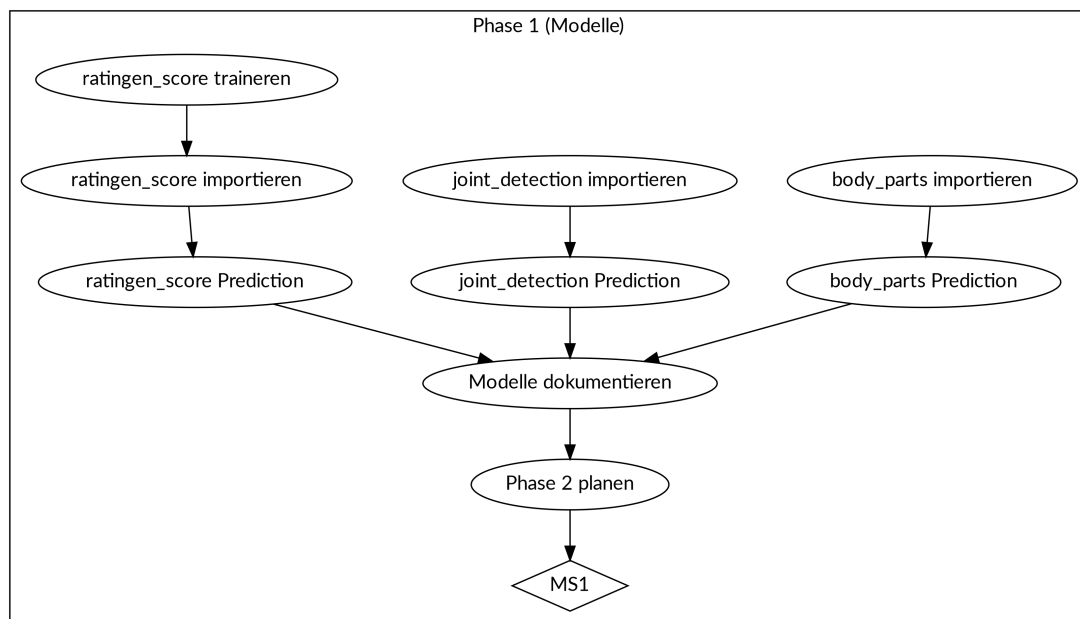 Phase 1 (Modelle)
ratingen_score traineren
ratingen_score importieren
joint_detection importieren
body_parts importieren
ratingen_score Prediction
joint_detection Prediction
body_parts Prediction
Modelle dokumentieren
Phase 2 planen
MS1